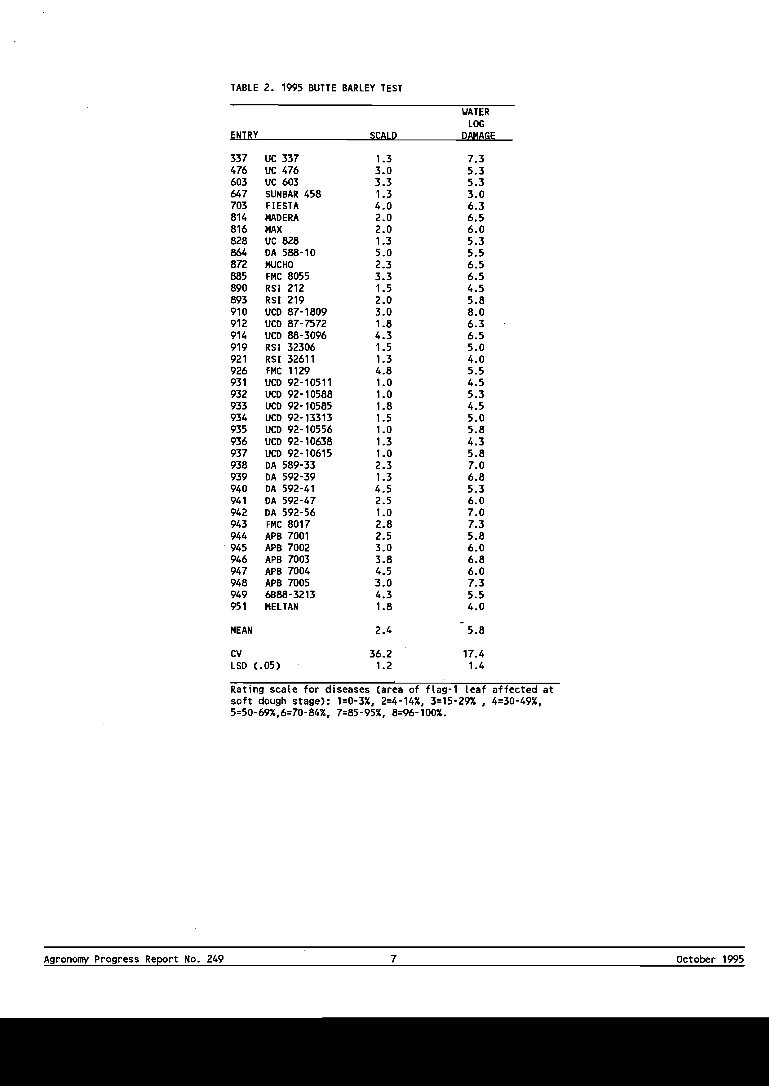 TABLE 2. 1995 BUTTE BARLEY TEST
WATER
LOG
ENTRY SCALD DAMAGE
337 UC 337 1.3 7.3
476 UC 476 3.0 5.3
603 UC 603 3.3 5.3
647 SUNBAR 458 1.3 3.0
703 FIESTA 4.0 6.3
814 MADERA 2.0 6.5
816 MAX 2.0 6.0
828 UC 828 1.3 5.3
864 DA 588-10 5.0 5.5
872 MUCHO 2.3 6.5
885 FMC 8055 3.3 6.5
890 RSI 212 1.5 4.5
893 RSI 219 2.0 5.8
910 UCD 87-1809 3.0 8.0
912 UCD 87-7572 1.8 6.3
914 UCD 88-3096 4.3 6.5
919 RSI 32306 1.5 5.0
921 RSI 32611 1.3 4.0
926 FMC 1129 4.8 5.5
931 UCD 92-10511 1.0 4.5
932 UCD 92-10588 1.0 5.3
933 UCD 92-10585 1.8 4.5
934 UCD 92-13313 1.5 5.0
935 UCD 92-10556 1.0 5.8
936 UCD 92-10638 1.3 4.3
937 UCD 92-10615 1.0 5.8
938 DA 589-33 2.3 7.0
939 DA 592-39 1.3 6.8
940 DA 592-41 4.5 5.3
941 DA 592-47 2.5 6.0
942 DA 592-56 1.0 7.0
943 FMC 8017 2.8 7.3
944 APB 7001 2.5 5.8
945 APB 7002 3.0 6.0
946 APB 7003 3.8 6.8
947 APB 7004 4.5 6.0
948 APB 7005 3.0 7.3
949 6B88-3213 4.3 5.5
951 MELTAN 1.8 4.0
MEAN 2.4 5.8
CV 36.2 17.4
LSD (.05) 1.2 1.4
Rating scale for diseases (area of flag-1 leaf affected at
soft dough stage): 1=0-3%, 2=4-14%, 3=15-29% , 4=30-49%,
5=50-69%,6=70-84%, 7=85-95%, 8=96-100%.
Agronomy Progress Report No. 249 7 October 1995